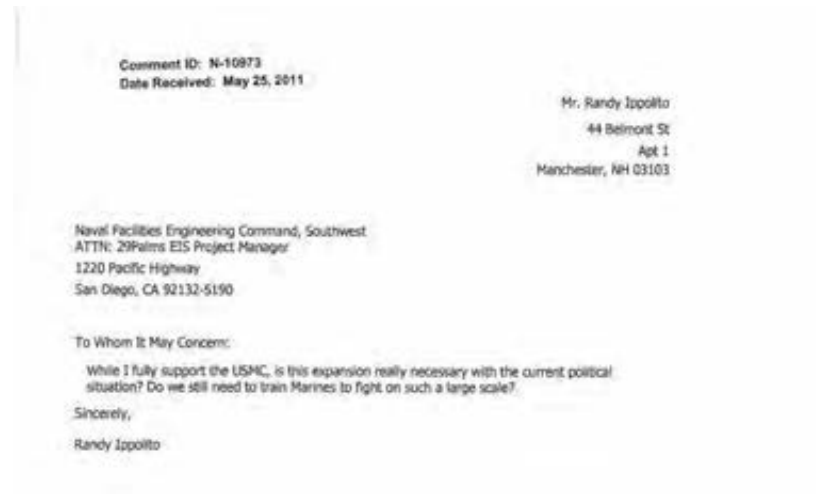 Comment ID: N-10973
Date Received: May 25, 2011
Mr. Randy Ippolito
44 Belmont St
Apt 1
Manchester, NH 03103
Naval Facilities Engineering Command, Southwest
ATTN: 29Palms EIS Project Manager
1220 Pacific Highway
San Diego, CA 92132-5190
To Whom It May Concern:
While I fully support the USMC, is this expansion really necessary with the current political
situation? Do we still need to train Marines to fight on such a large scale?
Sincerely,
Randy Ippolito